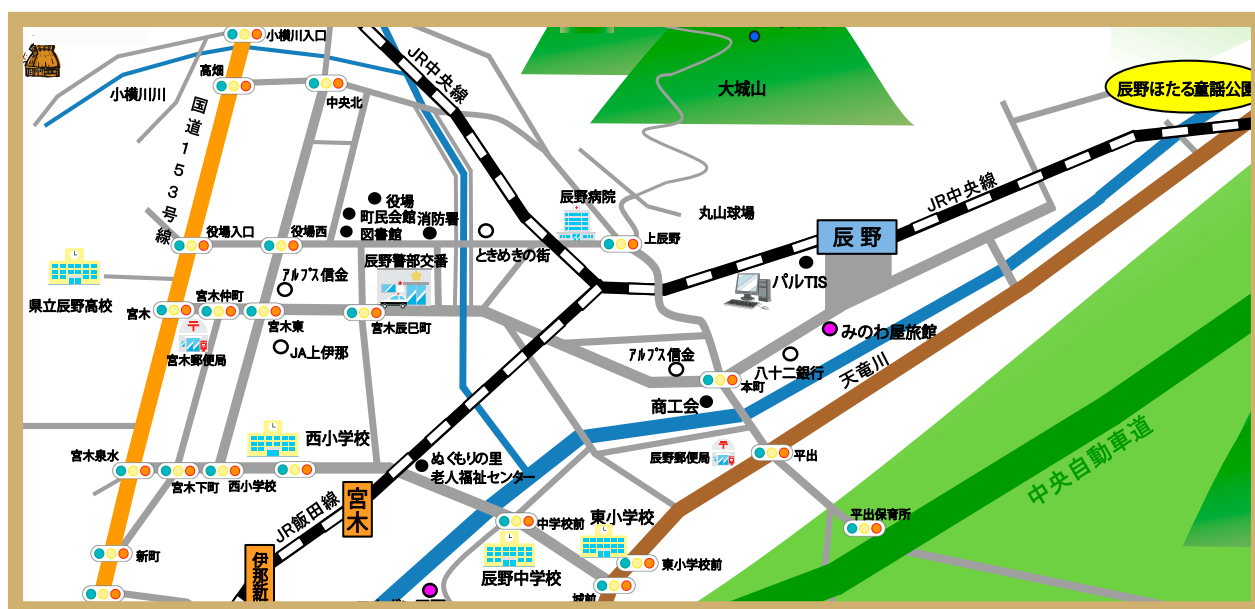 小横川入口
高畑
小横川川
中央北
JR中央線
大城山
辰野ほたる童謡公園
国道153号線
役場
町民会館
図書館
消防署
ときめきの街
辰野病院
丸山球場
上辰野
JR中央線
辰野
役場入口
役場西
県立辰野高校
アルプス信金
辰野警部交番
パルTIS
宮木
宮木仲町
宮木東
宮木辰巳町
宮木郵便局
JA上伊那
アルプス信金
みのわ屋旅館
八十二銀行
天竜川
本町
商工会
西小学校
宮木泉水
宮木下町
西小学校
ぬくもりの里
老人福祉センター
辰野郵便局
平出
中央自動車道
JR飯田線
宮木
中学校前
東小学校
平出保育所
新町
辰野中学校
東小学校前
城前